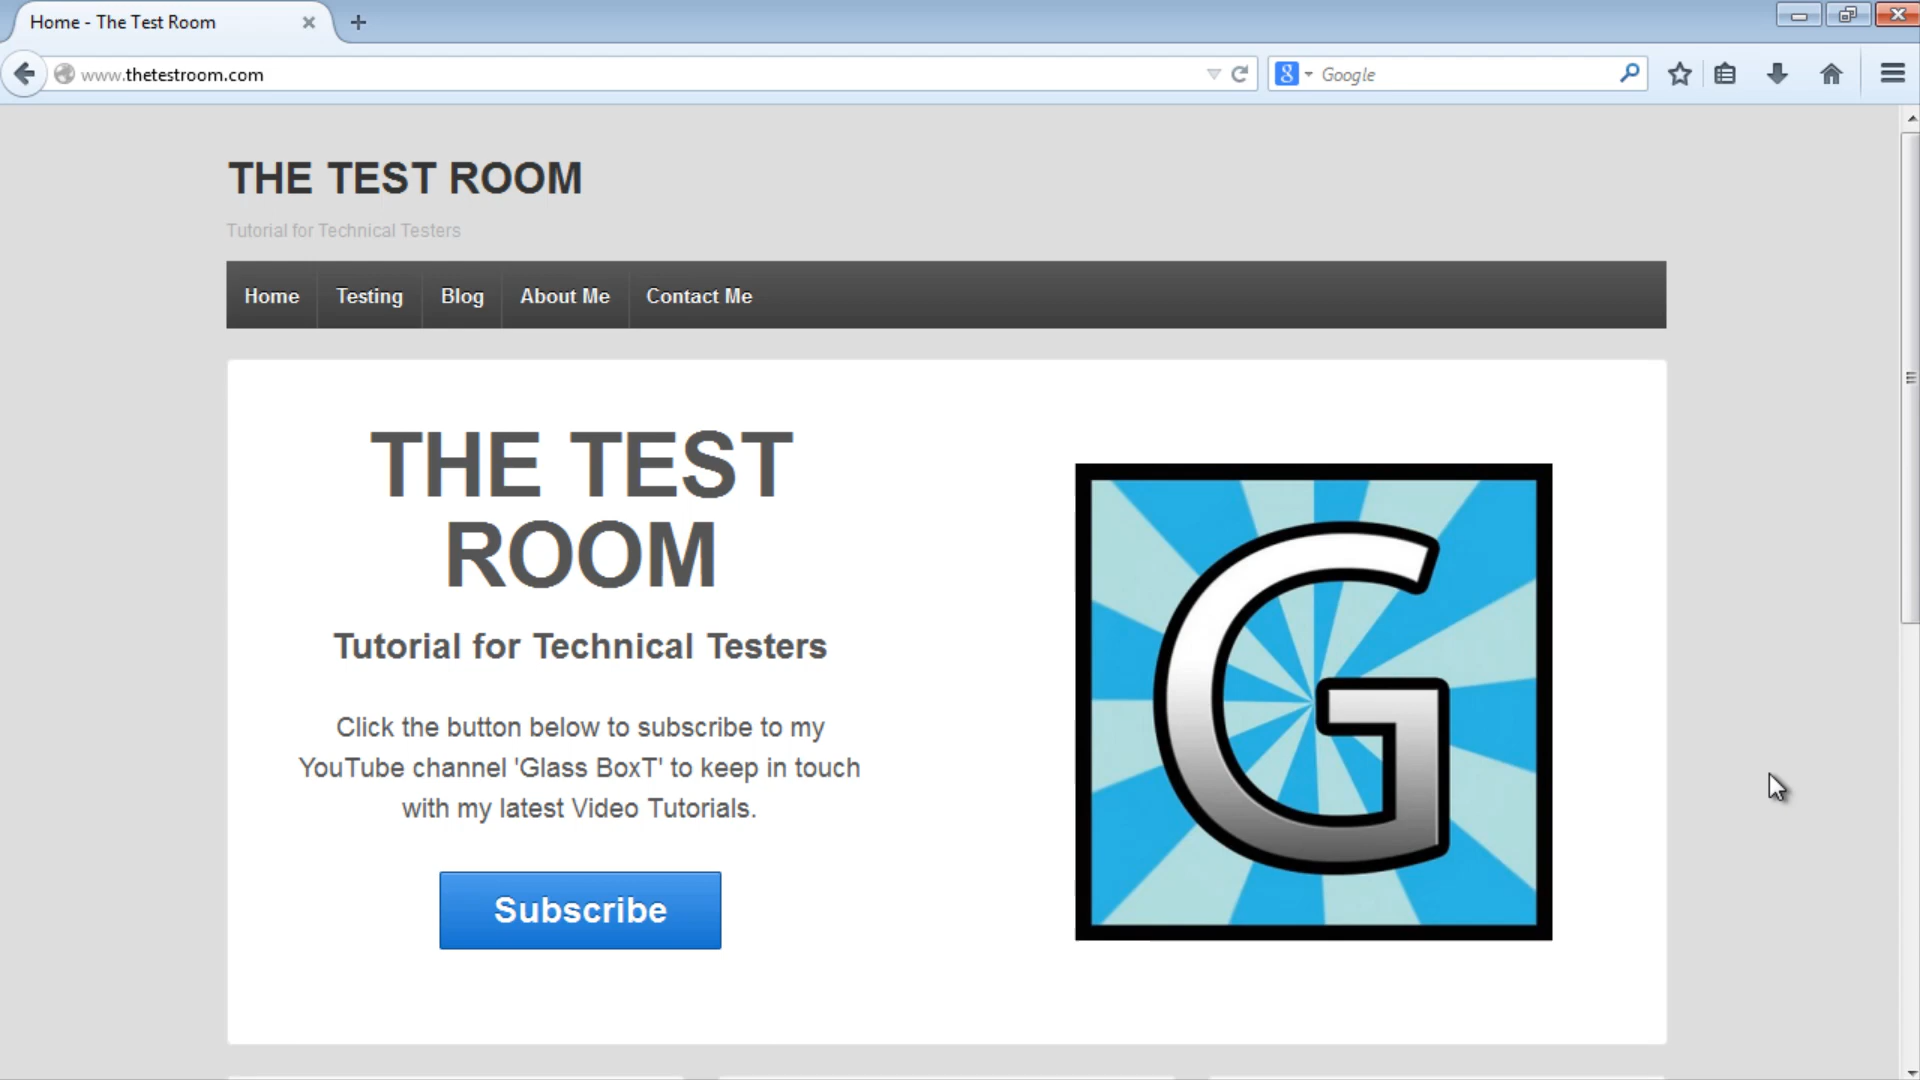 Home - The Test Room
www.thetestroom.com
8 Google
THE TEST ROOM
Tutorial for Technical Testers
Home Testing Blog About Me Contact Me
THE TEST
ROOM
Tutorial for Technical Testers
Click the button below to subscribe to my
YouTube channel 'Glass BoxT' to keep in touch
with my latest Video Tutorials.
Subscribe
G